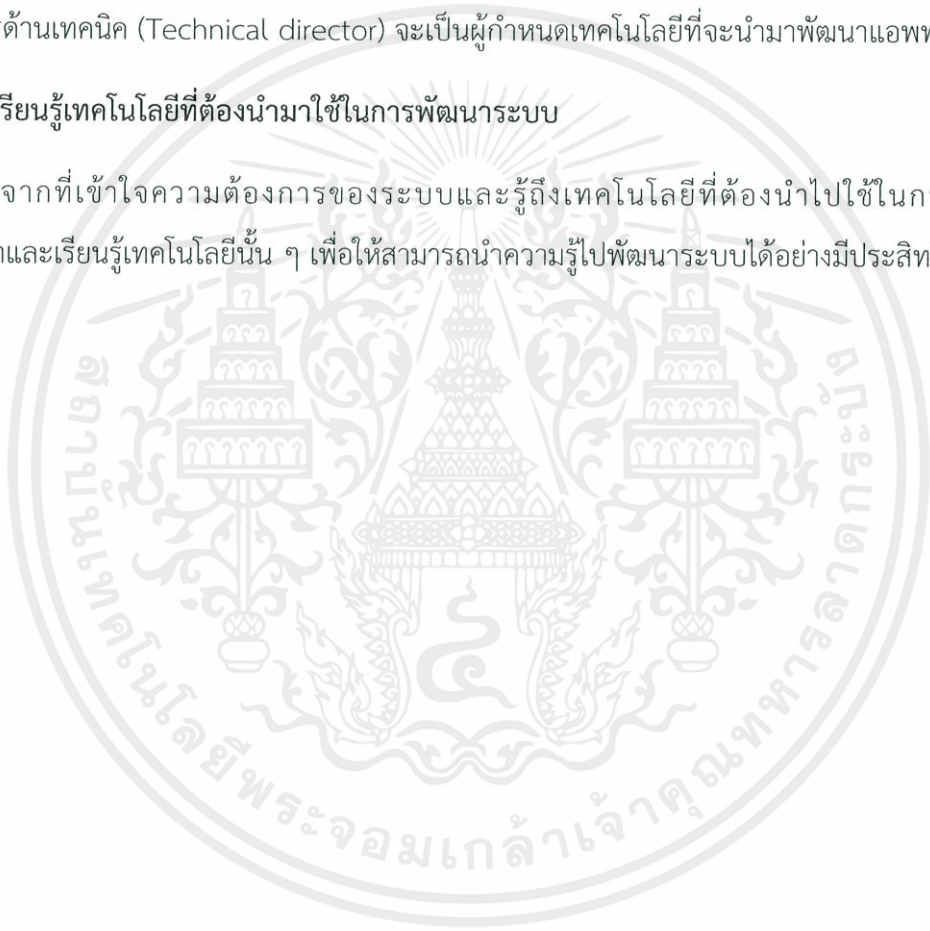 ด้านเทคนิค (Technical director) จะเป็นผู้กำหนดเทคโนโลยีที่จะนำมาพัฒนาแอพ
เรียนรู้เทคโนโลยีที่ต้องนำมาใช้ในการพัฒนาระบบ
จากที่เข้าใจความต้องการของระบบและรู้ถึงเทคโนโลยีที่ต้องนำไปใช้ในก
และเรียนรู้เทคโนโลยีนั้น ๆ เพื่อให้สามารถนำความรู้ไปพัฒนาระบบได้อย่างมีประสิท
สถาบันเทคโนโลยีพระจอมเกล้าเจ้าคุณทหารลาดกระบัง